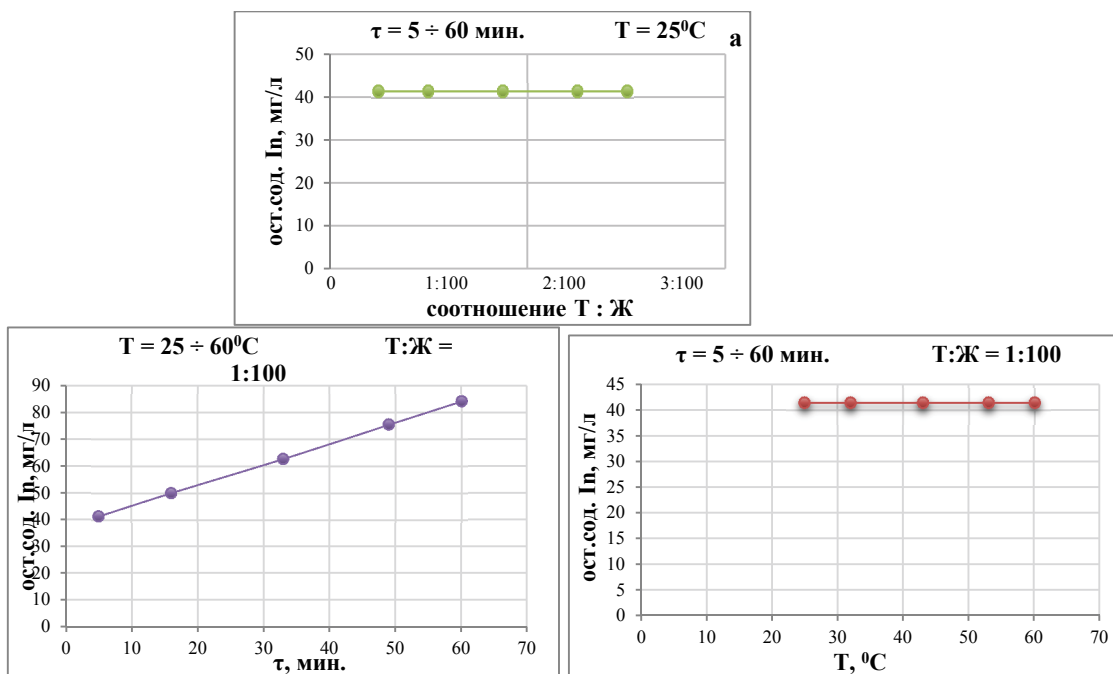 τ = 5 ÷ 60 мин. T = 25⁰C а
ост.сод. In, мг/л
50
40
30
20
10
0
0 1:100 2:100 3:100
соотношение Т : Ж
T = 25 ÷ 60⁰C Т:Ж =
1:100
ост.сод. In, мг/л
90
80
70
60
50
40
30
20
10
0
0 10 20 30 40 50 60 70
τ, мин.
τ = 5 ÷ 60 мин. Т:Ж = 1:100
ост.сод. In, мг/л
45
40
35
30
25
20
15
10
5
0
0 10 20 30 40 50 60 70
T, ⁰C